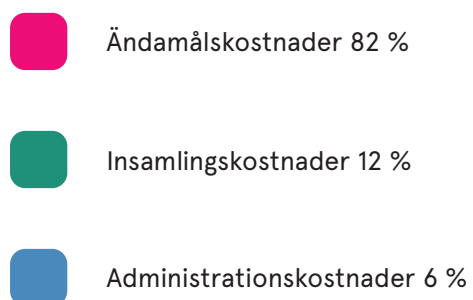 Ändamålskostnader 82 %
Insamlingskostnader 12 %
Administrationskostnader 6 %